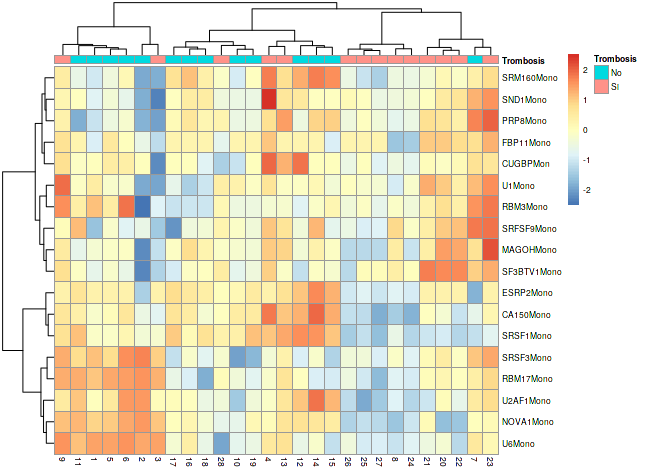 Trombosis
Trombosis
No
SI
2
1
0
-1
-2
SRM160Mono
SND1Mono
PRP8Mono
FBP11Mono
CUGBPMon
U1Mono
RBM3Mono
SRFSF9Mono
MAGOHMono
SF3BTV1Mono
ESRP2Mono
CA150Mono
SRSF1Mono
SRSF3Mono
RBM17Mono
U2AF1Mono
NOVA1Mono
U6Mono
9 11 1 5 6 2 3 17 16 18 28 10 19 4 13 12 14 15 26 25 27 8 24 21 20 22 7 23